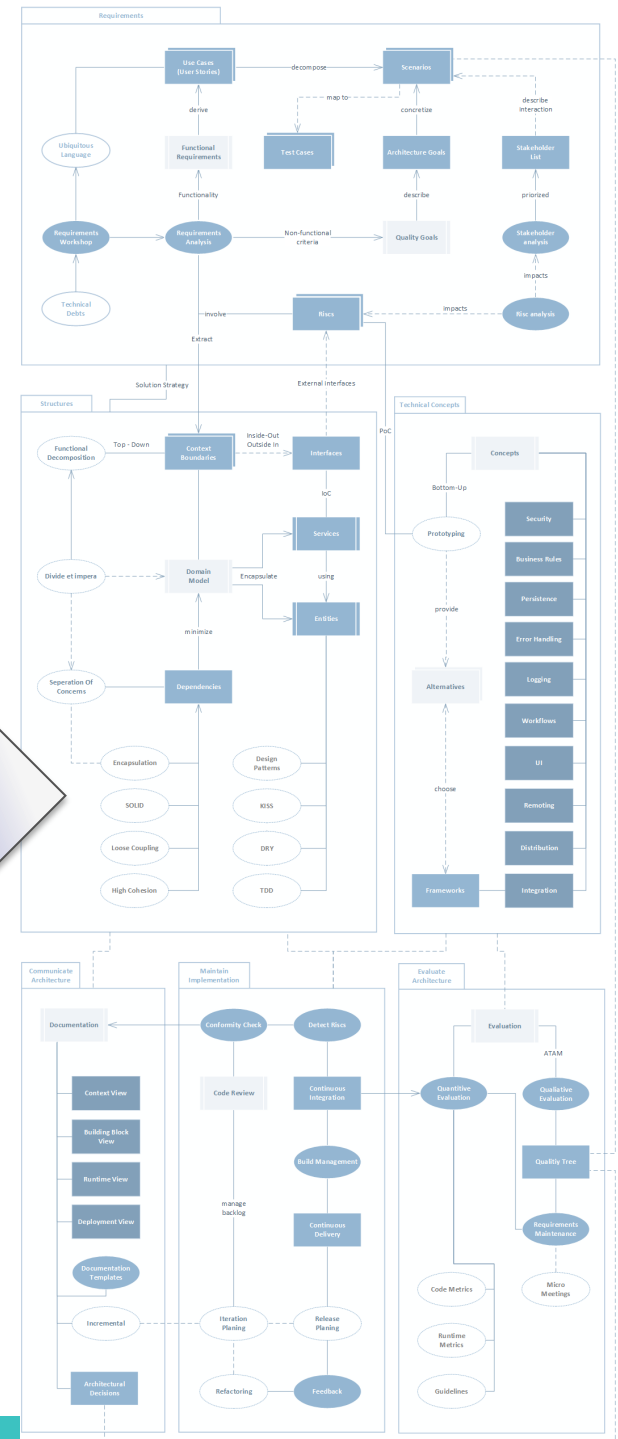 Requirements
Use Cases
(User Stories)
decompose
Scenarios
map to
concretize
describe
interaction
derive
Ubiquitous
Language
Functional
Requirements
Test Cases
Architecture Goals
Stakeholder
List
Functionality
describe
priorized
Requirements
Workshop
Requirements
Analysis
Non-functional
criteria
Quality Goals
Stakeholder
analysis
impacts
Technical
Debts
involve
Riscs
impacts
Risc analysis
Extract
Solution Strategy
External Interfaces
Structures
Technical Concepts
PoC
Functional
Decomposition
Top - Down
Context
Boundaries
Inside-Out
Outside In
Interfaces
Concepts
IoC
Bottom-Up
Services
Prototyping
Security
Divide et impera
Domain
Model
Encapsulate
using
Business Rules
Persistence
provide
minimize
Entities
Error Handling
Seperation Of
Concerns
Dependencies
Alternatives
Logging
Workflows
Encapsulation
Design
Patterns
UI
choose
SOLID
KISS
Remoting
Loose Coupling
DRY
Distribution
High Cohesion
TDD
Frameworks
Integration
Communicate
Architecture
Maintain
Implementation
Evaluate
Architecture
Documentation
Conformity Check
Detect Riscs
Evaluation
ATAM
Context View
Code Review
Continuous
Integration
Quantitive
Evaluation
Qualiative
Evaluation
Building Block
View
Build Management
Qualitiy Tree
Runtime View
manage
backlog
Deployment View
Continuous
Delivery
Requirements
Maintenance
Documentation
Templates
Code Metrics
Micro
Meetings
Incremental
Iteration
Planing
Release
Planing
Runtime
Metrics
Architectural
Decisions
Refactoring
Feedback
Guidelines